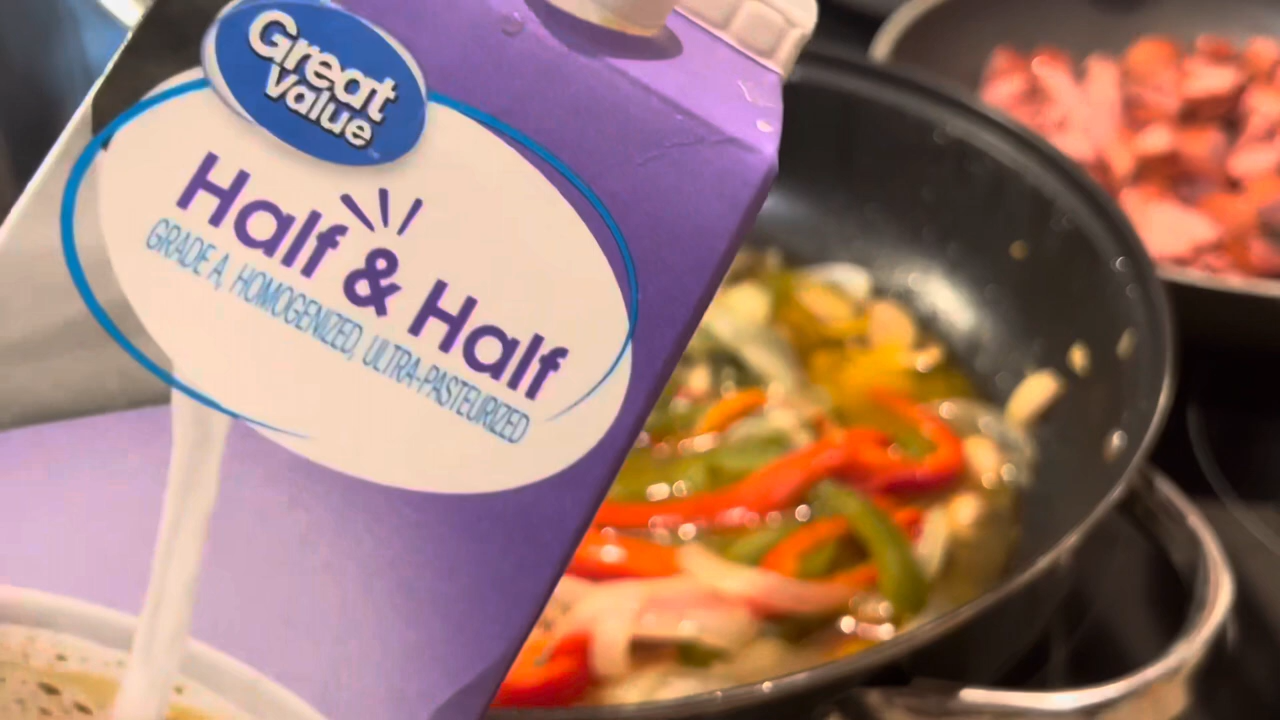 Great
Value
Half & Half
GRADE A, HOMOGENIZED, ULTRA-PASTEURIZED